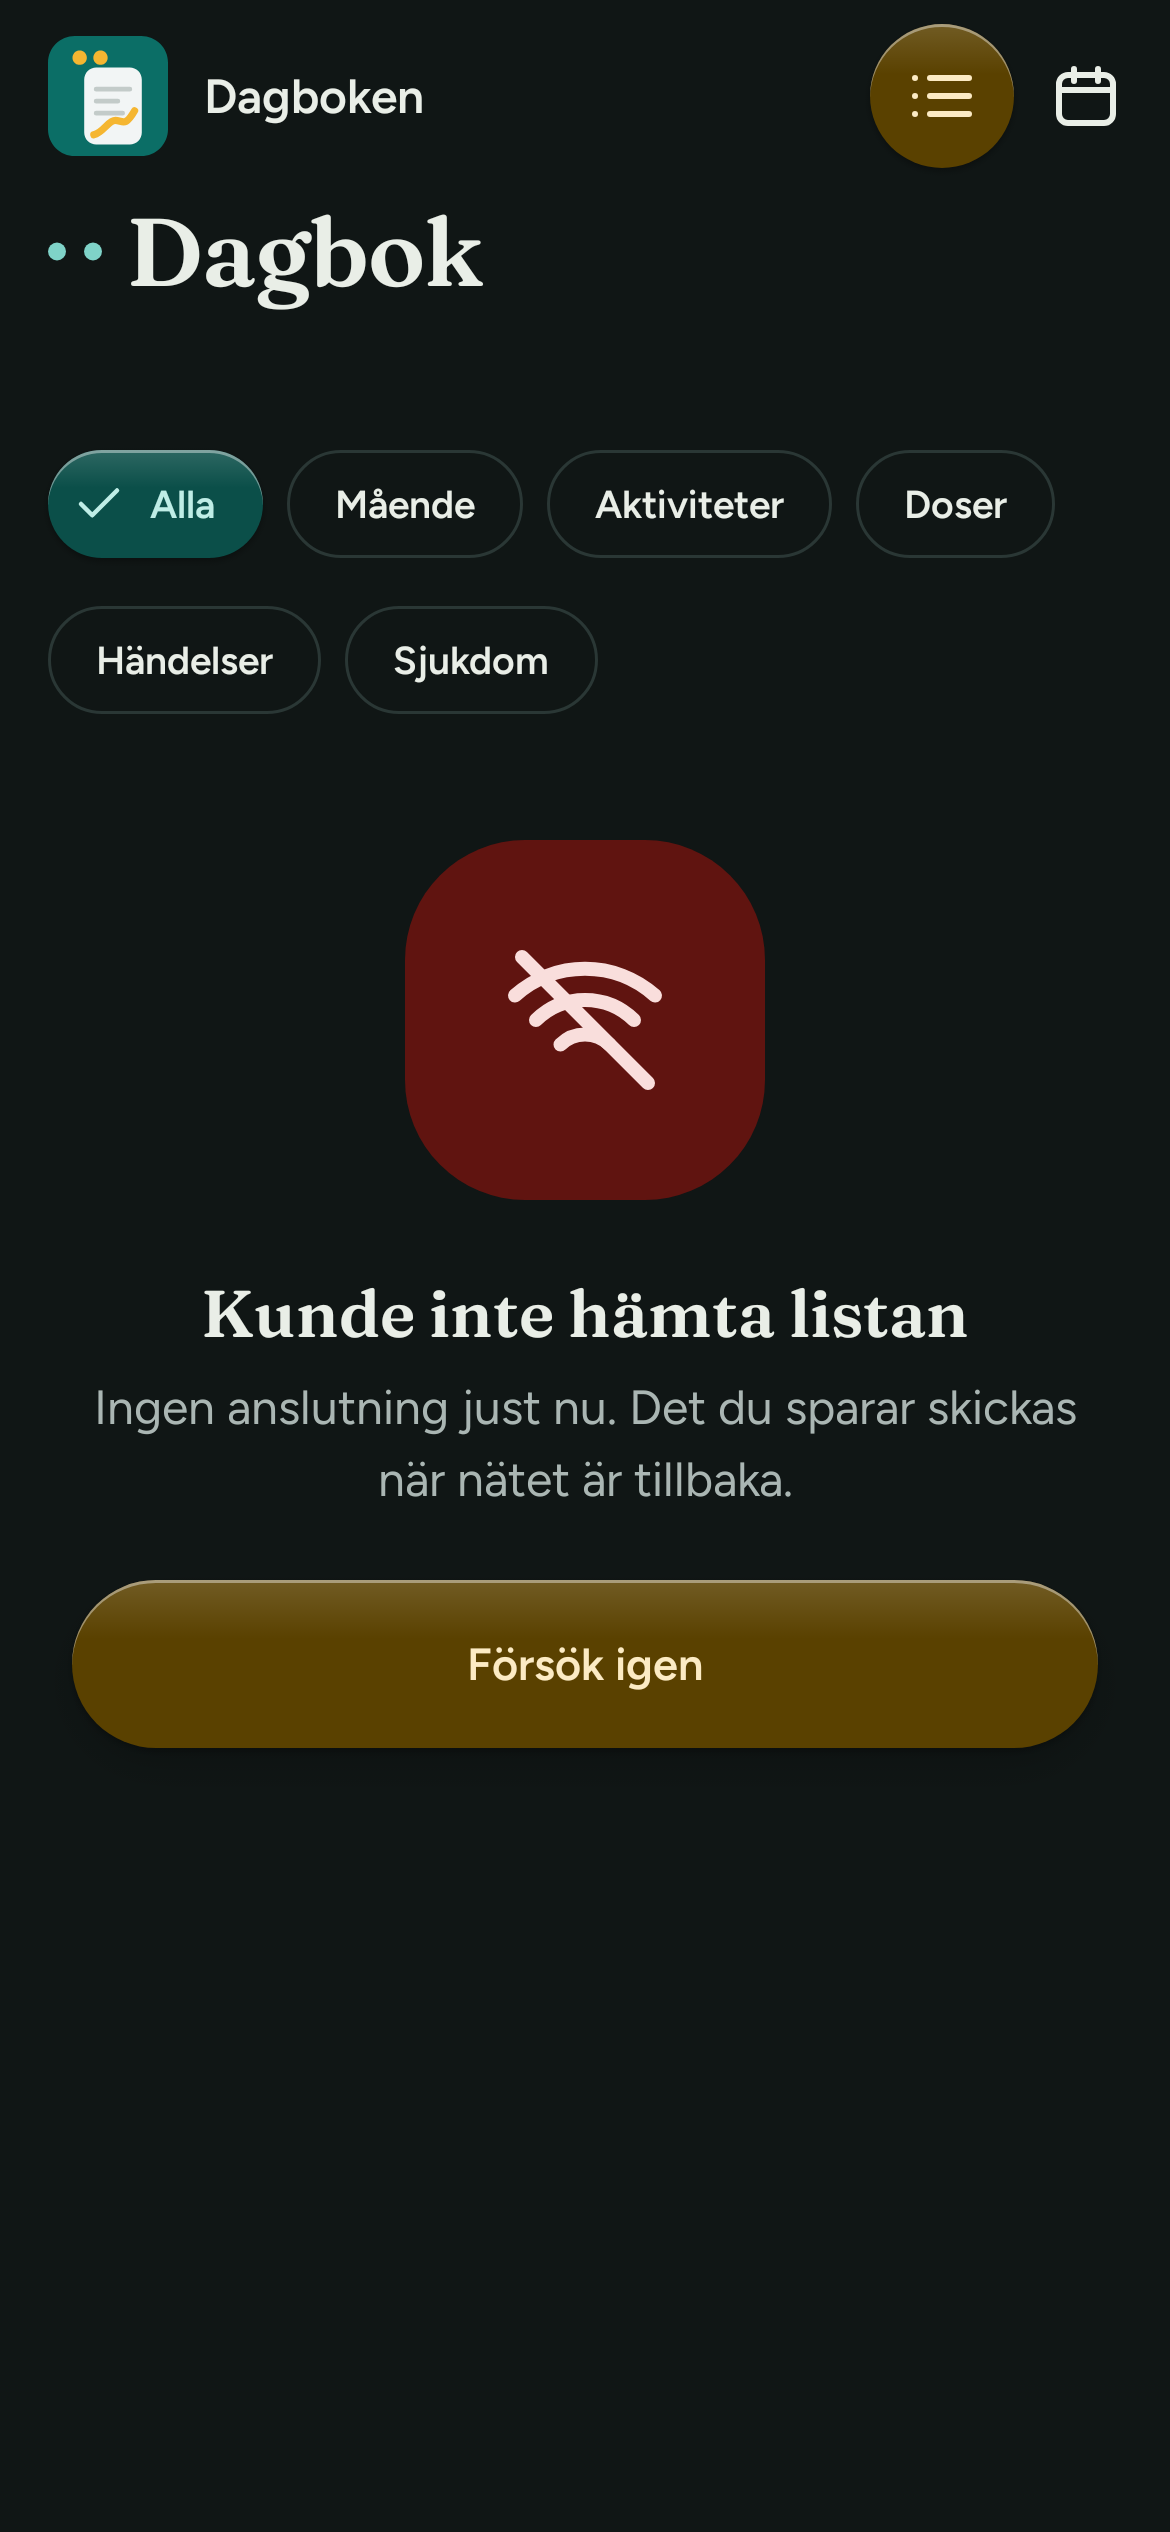 Dagboken
Dagbok
Alla
Mående
Aktiviteter
Doser
Händelser
Sjukdom
Kunde inte hämta listan
Ingen anslutning just nu. Det du sparar skickas
när nätet är tillbaka.
Försök igen